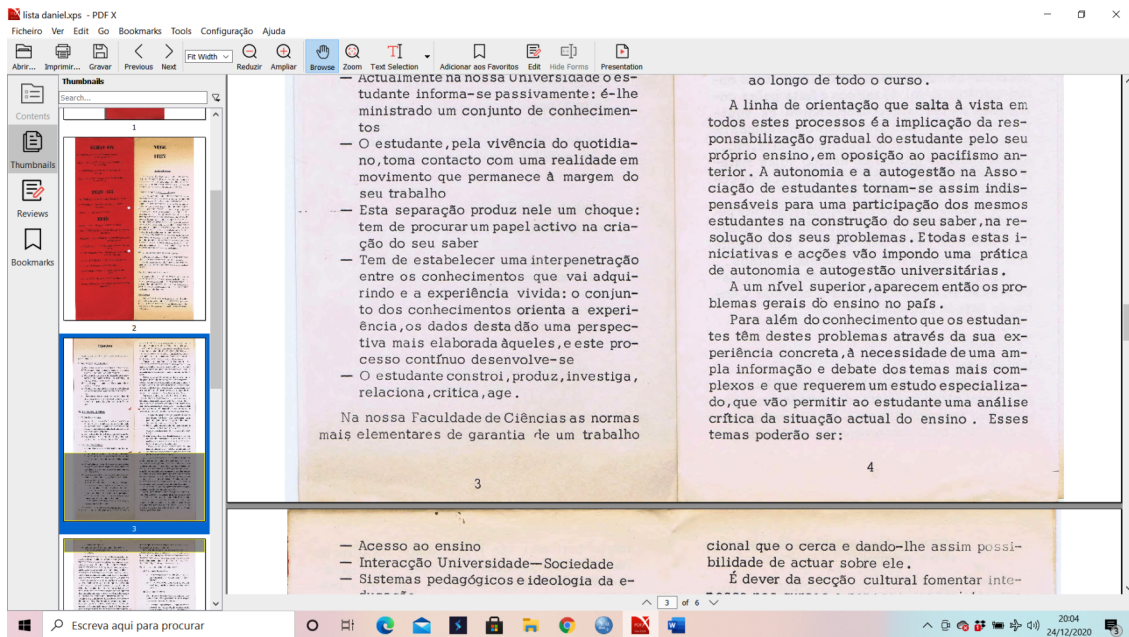 lista daniel.xps - PDF X
Ficheiro Ver Edit Go Bookmarks Tools Configuração Ajuda
Abrir... Imprimir... Gravar Previous Next Fit Width Reduzir Ampliar Browse Zoom Text Selection Adicionar aos Favoritos Edit Hide Forms Presentation
Contents
Thumbnails
Reviews
Bookmarks
Thumbnails
Search...
1
2
3
— Actualmente na nossa Universidade o es-
tudante informa-se passivamente: é-lhe
ministrado um conjunto de conhecimen-
tos
— O estudante, pela vivência do quotidia-
no, toma contacto com uma realidade em
movimento que permanece à margem do
seu trabalho
— Esta separação produz nele um choque:
tem de procurar um papel activo na cria-
ção do seu saber
— Tem de estabelecer uma interpenetração
entre os conhecimentos que vai adqui-
rindo e a experiência vivida: o conjun-
to dos conhecimentos orienta a experi-
ência, os dados desta dão uma perspec-
tiva mais elaborada àqueles, e este pro-
cesso contínuo desenvolve-se
— O estudante constroi, produz, investiga,
relaciona, critica, age.
Na nossa Faculdade de Ciências as normas
mais elementares de garantia de um trabalho
3
ao longo de todo o curso.
A linha de orientação que salta à vista em
todos estes processos é a implicação da res-
ponsabilização gradual do estudante pelo seu
próprio ensino, em oposição ao pacifismo an-
terior. A autonomia e a autogestão na Asso-
ciação de estudantes tornam-se assim indis-
pensáveis para uma participação dos mesmos
estudantes na construção do seu saber, na re-
solução dos seus problemas. E todas estas i-
niciativas e acções vão impondo uma prática
de autonomia e autogestão universitárias.
A um nível superior, aparecem então os pro-
blemas gerais do ensino no país.
Para além do conhecimento que os estudan-
tes têm destes problemas através da sua ex-
periência concreta, à necessidade de uma am-
pla informação e debate dos temas mais com-
plexos e que requerem um estudo especializa-
do, que vão permitir ao estudante uma análise
crítica da situação actual do ensino. Esses
temas poderão ser:
4
— Acesso ao ensino
— Interacção Universidade—Sociedade
— Sistemas pedagógicos e ideologia da e-
cional que o cerca e dando-lhe assim possi-
bilidade de actuar sobre ele.
É dever da secção cultural fomentar inte-
3 of 6
Escreva aqui para procurar
20:04
24/12/2020
3